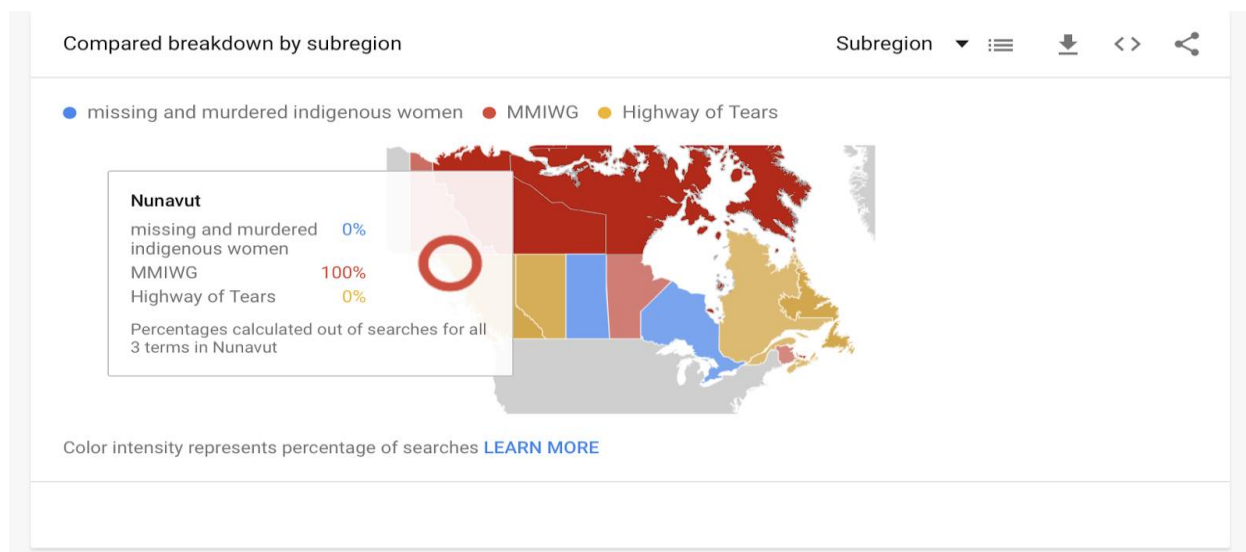 Compared breakdown by subregion
Subregion
missing and murdered indigenous women MMIWG Highway of Tears
Nunavut
missing and murdered 0%
indigenous women
MMIWG 100%
Highway of Tears 0%
Percentages calculated out of searches for all
3 terms in Nunavut
Color intensity represents percentage of searches LEARN MORE